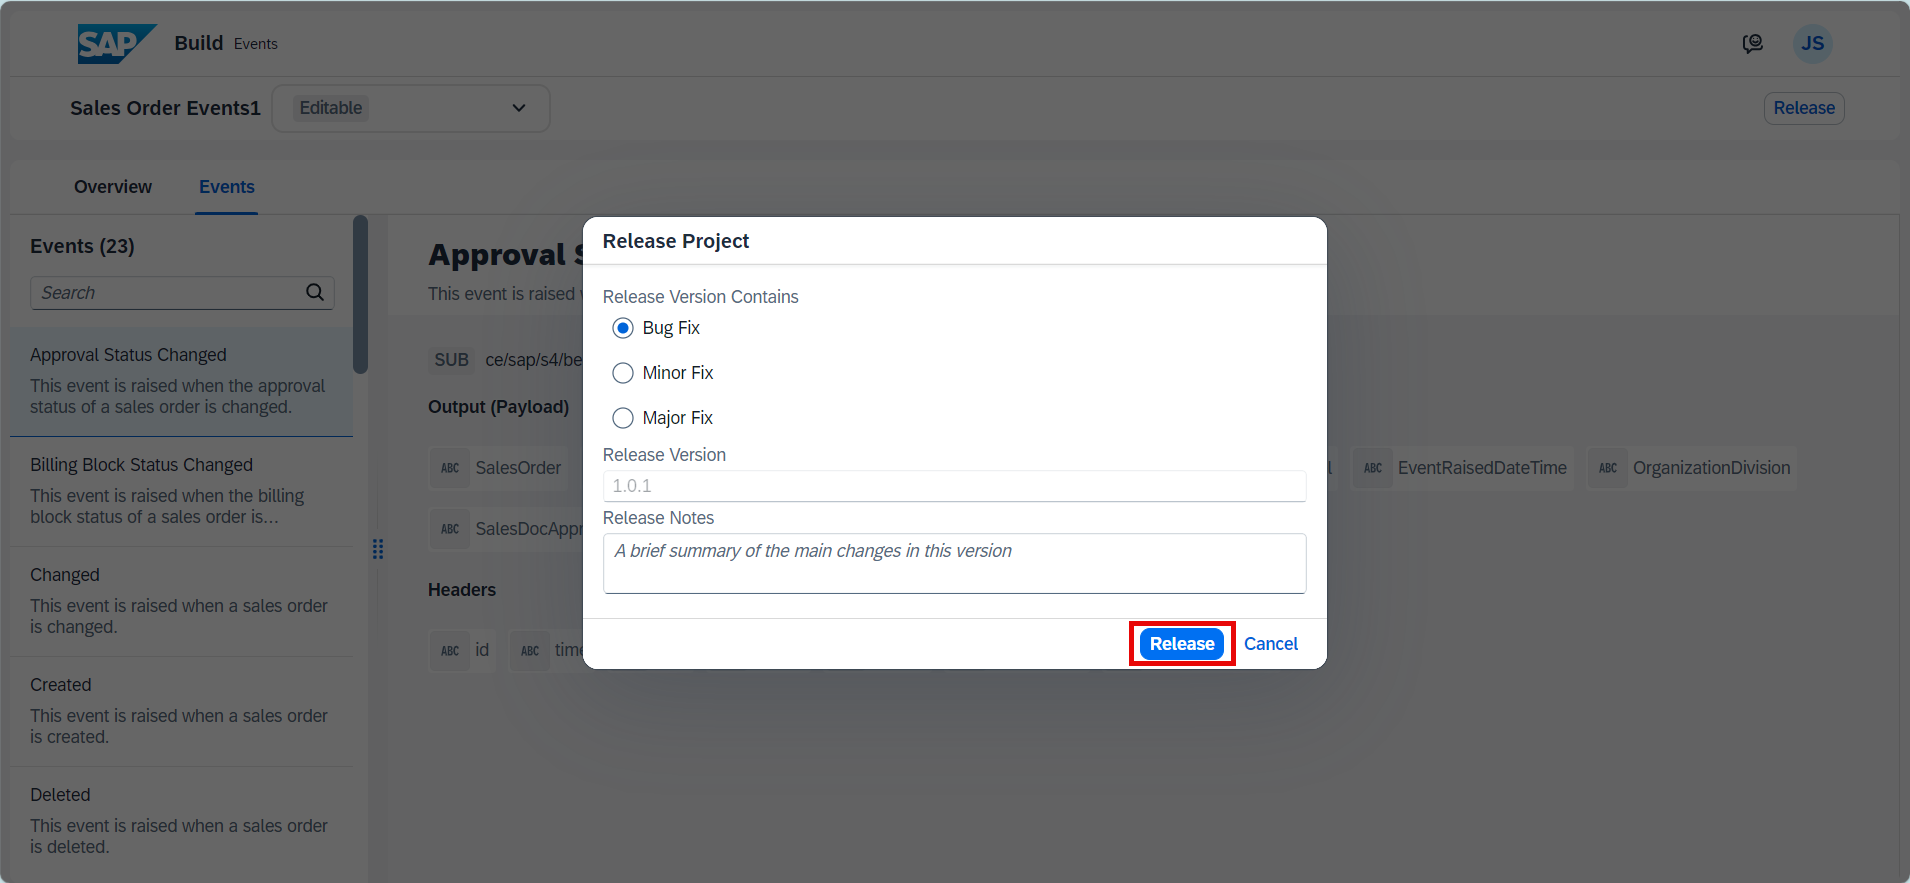 SAP Build Events
JS
Sales Order Events1 Editable
Release
Overview Events
Events (23)
Search
Approval Status Changed
This event is raised when the approval
status of a sales order is changed.
Billing Block Status Changed
This event is raised when the billing
block status of a sales order is...
Changed
This event is raised when a sales order
is changed.
Created
This event is raised when a sales order
is created.
Deleted
This event is raised when a sales order
is deleted.
Approval S
This event is raised
SUB ce/sap/s4/be
Output (Payload)
ABC SalesOrder
ABC EventRaisedDateTime
ABC OrganizationDivision
ABC SalesDocAppr
Headers
ABC id
ABC time
Release Project
Release Version Contains
Bug Fix
Minor Fix
Major Fix
Release Version
1.0.1
Release Notes
A brief summary of the main changes in this version
Release Cancel